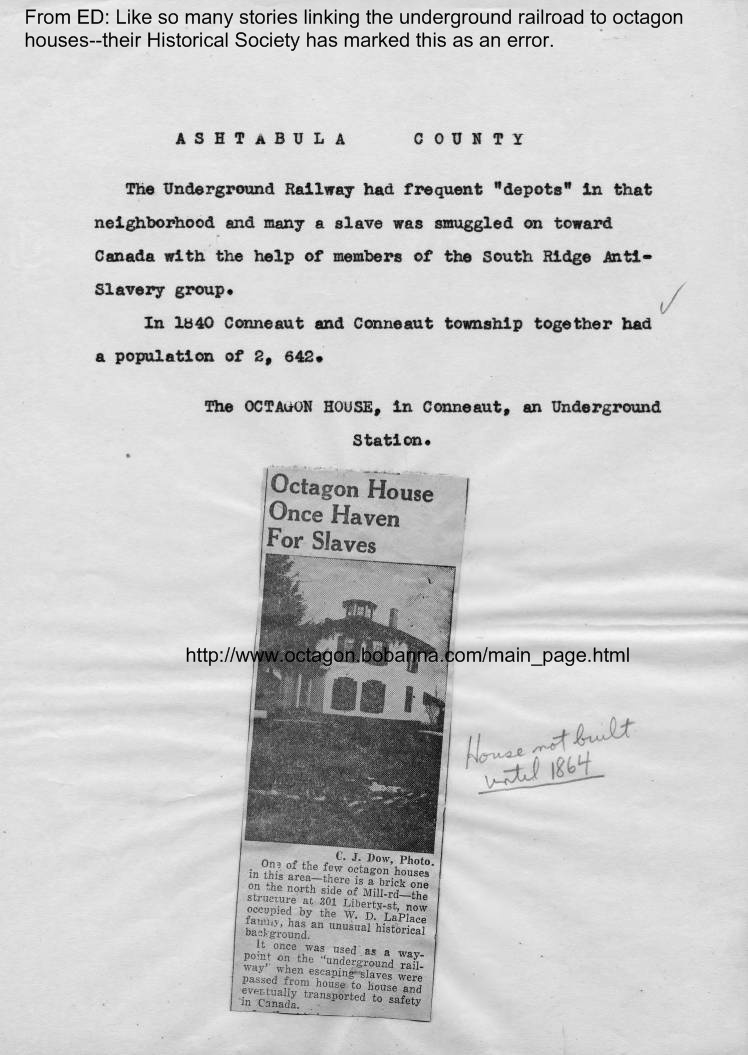 From ED: Like so many stories linking the underground railroad to octagon
houses--their Historical Society has marked this as an error.
ASHTABULA COUNTY
The Underground Railway had frequent "depots" in that
neighborhood and many a slave was smuggled on toward
Canada with the help of members of the South Ridge Anti-
Slavery group.
In 1840 Conneaut and Conneaut township together had
a population of 2, 642.
The OCTAGON HOUSE, in Conneaut, an Underground
Station.
Octagon House
Once Haven
For Slaves
http://www.octagon.bobanna.com/main_page.html
House not built
until 1864
C. J. Dow, Photo.
One of the few octagon houses
in this area—there is a brick one
on the north side of Mill-rd—the
structure at 301 Liberty-st, now
occupied by the W. D. LaPlace
family, has an unusual historical
background.
It once was used as a way-
point on the "underground rail-
way" when escaping slaves were
passed from house to house and
eventually transported to safety
in Canada.